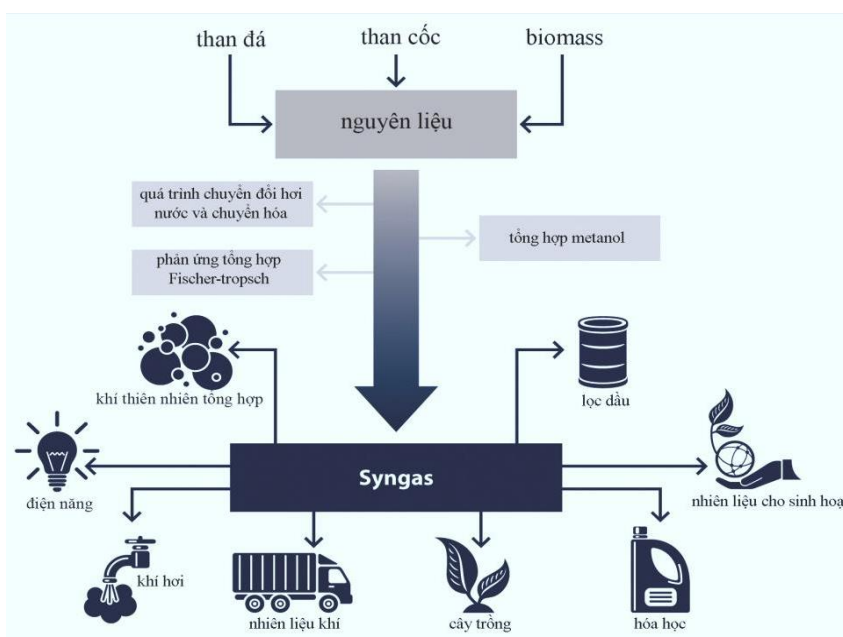 than đá
than cốc
biomass
nguyên liệu
quá trình chuyển đổi hơi
nước và chuyển hóa
tổng hợp metanol
phản ứng tổng hợp
Fischer-tropsch
khí thiên nhiên tổng hợp
lọc dầu
Syngas
điện năng
nhiên liệu cho sinh hoạ
khí hơi
nhiên liệu khí
cây trồng
hóa học